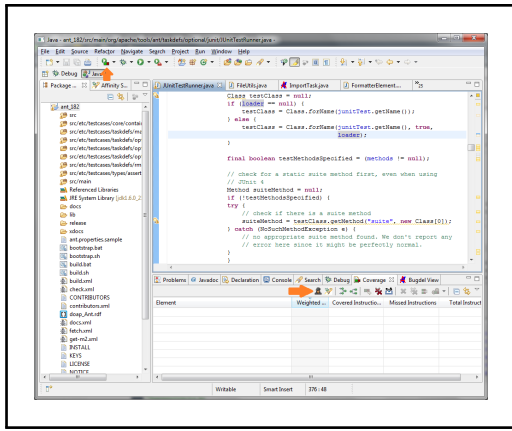 Java - ant_182/src/main/org/apache/tools/ant/taskdefs/optional/junit/JUnitTestRunner.java -
File Edit Source Refactor Navigate Search Project Run Window Help
Debug Java
Package ... Affinity S...
JUnitTestRunner.java FileUtils.java ImportTask.java FormatterElement.... »25
ant_182
src
src/etc/testcases/core/contai
src/etc/testcases/taskdefs/ma
src/etc/testcases/taskdefs/op
src/etc/testcases/taskdefs/op
src/etc/testcases/taskdefs/op
src/etc/testcases/taskdefs/rm
src/etc/testcases/types/assert
src/main
Referenced Libraries
JRE System Library [jdk1.6.0_2
docs
lib
release
xdocs
ant.properties.sample
bootstrap.bat
bootstrap.sh
build.bat
build.sh
build.xml
check.xml
CONTRIBUTORS
contributors.xml
doap_Ant.rdf
docs.xml
fetch.xml
get-m2.xml
INSTALL
KEYS
LICENSE
NOTICE
Class testClass = null;
if (loader == null) {
testClass = Class.forName(junitTest.getName());
} else {
testClass = Class.forName(junitTest.getName(), true,
loader);
}
final boolean testMethodsSpecified = (methods != null);
// check for a static suite method first, even when using
// JUnit 4
Method suiteMethod = null;
if (!testMethodsSpecified) {
try {
// check if there is a suite method
suiteMethod = testClass.getMethod("suite", new Class[0]);
} catch (NoSuchMethodException e) {
// no appropriate suite method found. We don't report any
// error here since it might be perfectly normal.
}
}
Problems @ Javadoc Declaration Console Search Debug Coverage Bugdel View
Element Weighted ... Covered Instructio... Missed Instructions Total Instruct
Writable Smart Insert 376 : 48